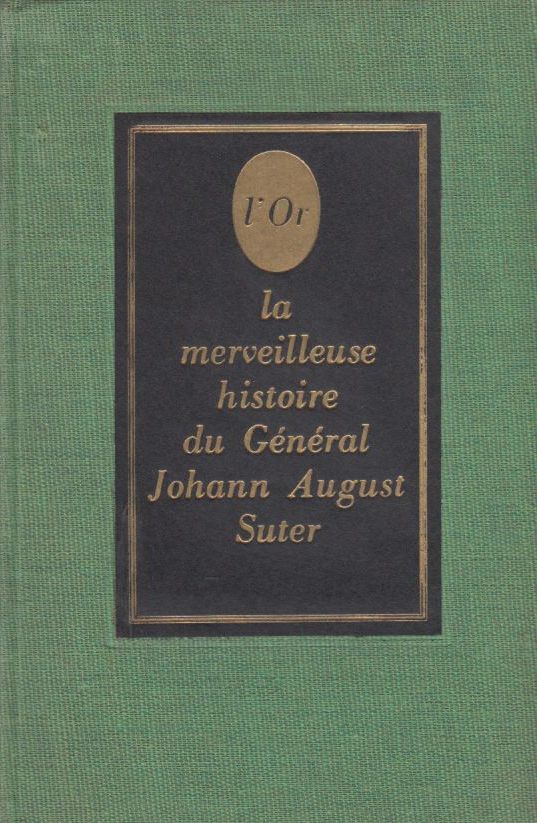 l'Or
la
merveilleuse
histoire
du Général
Johann August
Suter